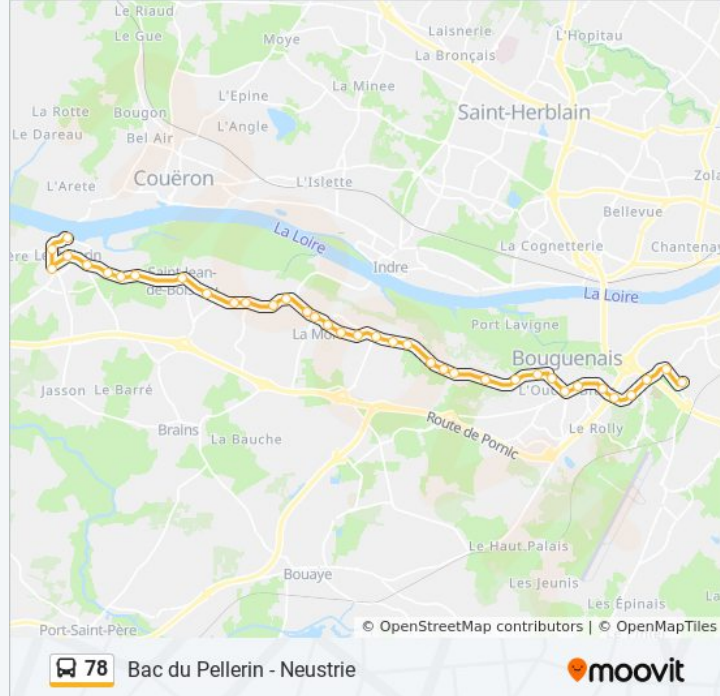 Le Riaud
Le Gue
Moye
Laisnerie
L'Hopitau
La Bronçais
La Minee
L'Epine
La Rotte
Bougon
Saint-Herblain
Le Dareau
Bel Air
L'Angle
Zola
Couëron
L'Arete
L'Islette
Bellevue
La Loire
La Cognetterie
Chantenay
Indre
Saint-Jean-
de-Bois
La Loire
Port Lavigne
La Mo
Bouguenais
Jasson
Le Barré
Brains
La Bauche
Route de Pornic
Le Rolly
Le Haut Palais
Bouaye
Les Jeunis
Les Épinais
Port-Saint-Père
© OpenStreetMap contributors | © OpenMapTiles
78
Bac du Pellerin - Neustrie
moovit